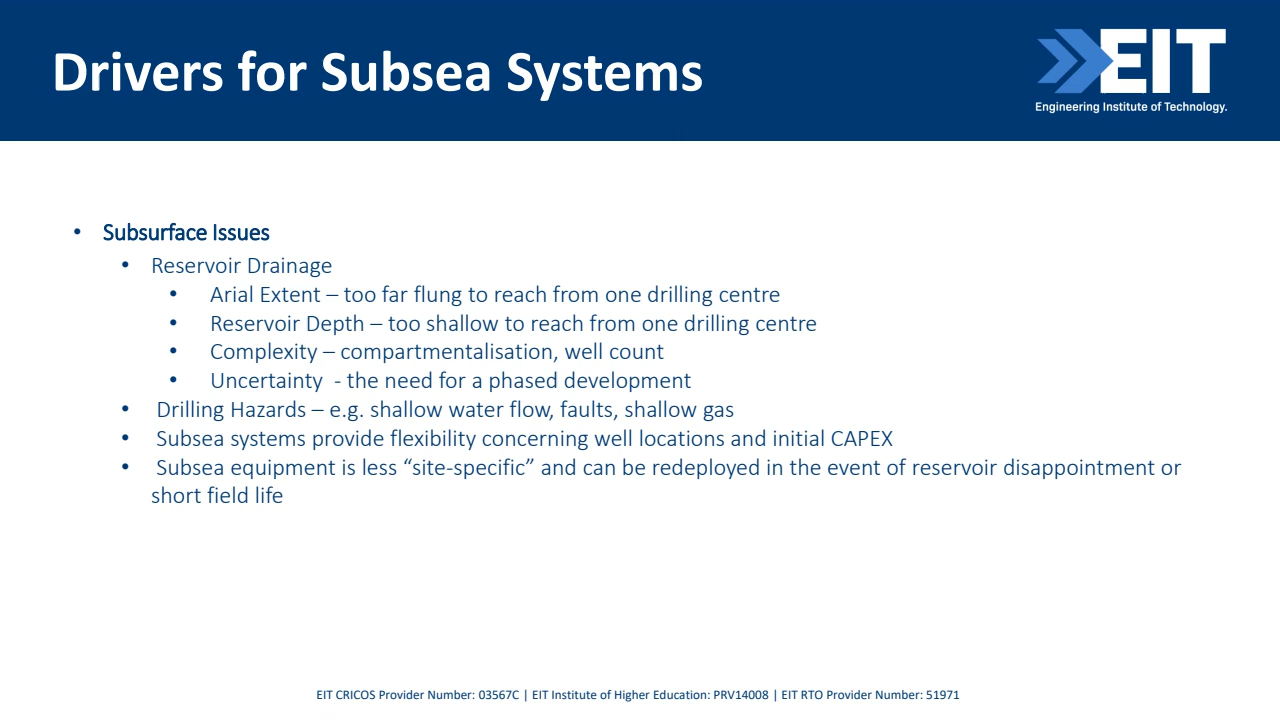 Drivers for Subsea Systems
EIT
Engineering Institute of Technology.
• Subsurface Issues
• Reservoir Drainage
• Arial Extent – too far flung to reach from one drilling centre
• Reservoir Depth – too shallow to reach from one drilling centre
• Complexity – compartmentalisation, well count
• Uncertainty - the need for a phased development
• Drilling Hazards – e.g. shallow water flow, faults, shallow gas
• Subsea systems provide flexibility concerning well locations and initial CAPEX
• Subsea equipment is less “site-specific” and can be redeployed in the event of reservoir disappointment or
short field life
EIT CRICOS Provider Number: 03567C | EIT Institute of Higher Education: PRV14008 | EIT RTO Provider Number: 51971